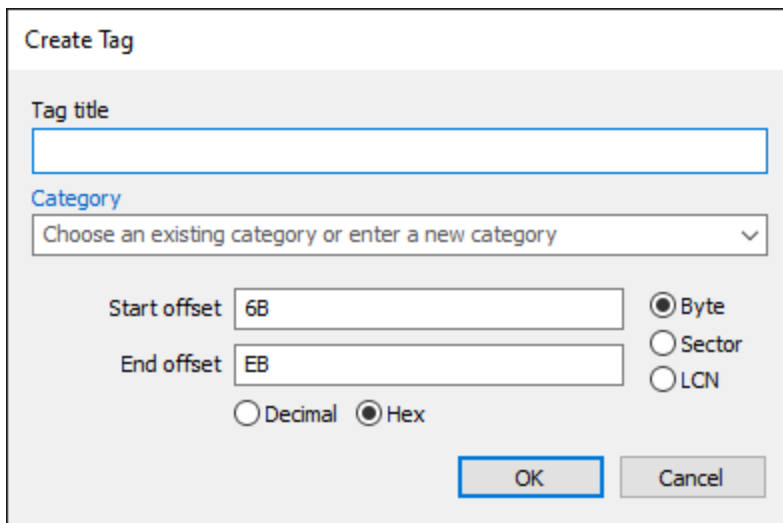 Create Tag
Tag title
Category
Choose an existing category or enter a new category
Start offset 6B Byte
Sector
End offset EB
LCN
Decimal Hex
OK Cancel